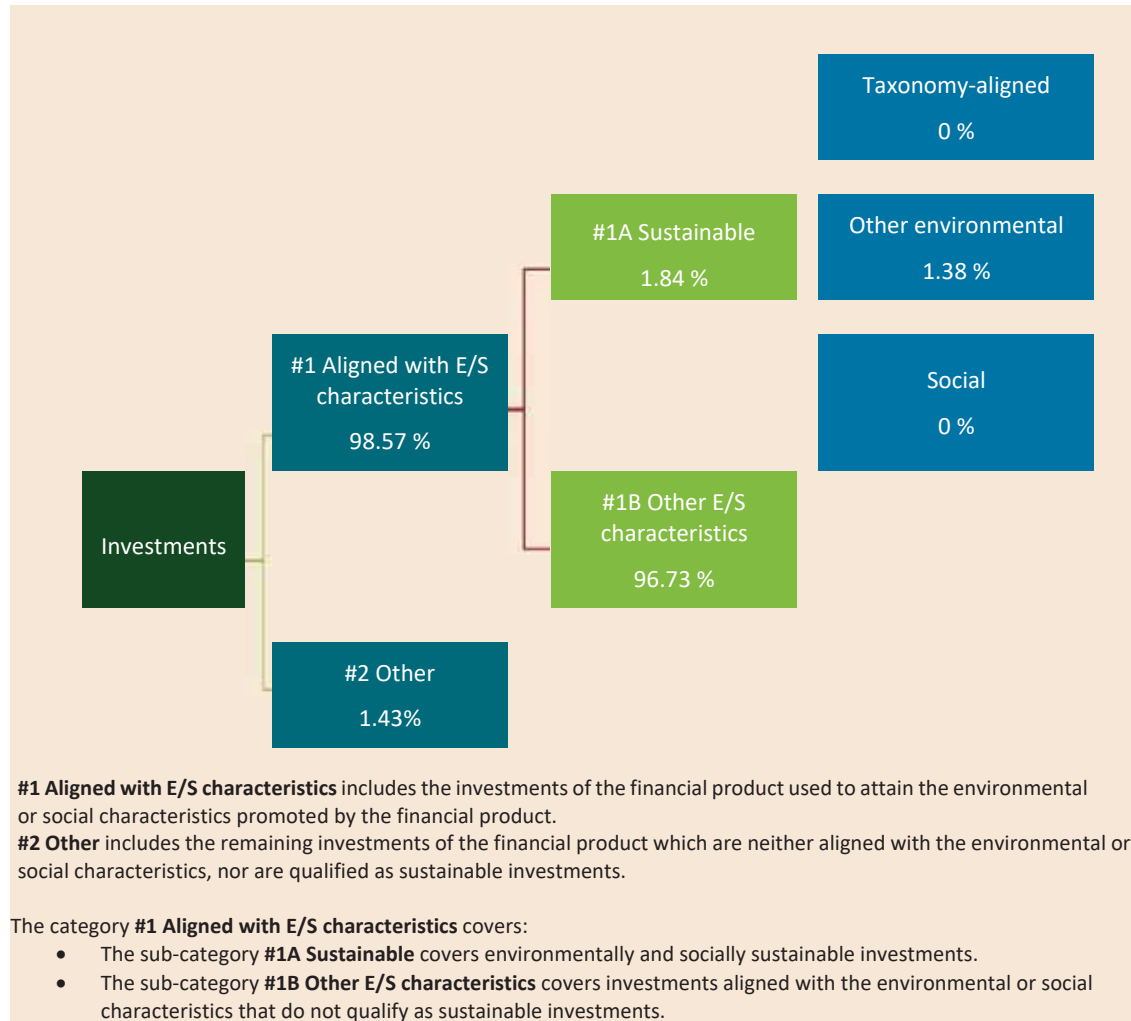 Taxonomy-aligned
0 %
#1A Sustainable
1.84 %
Other environmental
1.38 %
#1 Aligned with E/S
characteristics
98.57 %
Social
0 %
Investments
#1B Other E/S
characteristics
96.73 %
#2 Other
1.43%
#1 Aligned with E/S characteristics includes the investments of the financial product used to attain the environmental
or social characteristics promoted by the financial product.
#2 Other includes the remaining investments of the financial product which are neither aligned with the environmental or
social characteristics, nor are qualified as sustainable investments.
The category #1 Aligned with E/S characteristics covers:
• The sub-category #1A Sustainable covers environmentally and socially sustainable investments.
• The sub-category #1B Other E/S characteristics covers investments aligned with the environmental or social
characteristics that do not qualify as sustainable investments.